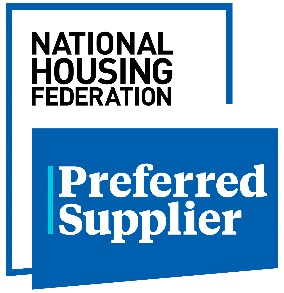 NATIONAL
HOUSING
FEDERATION
Preferred
Supplier